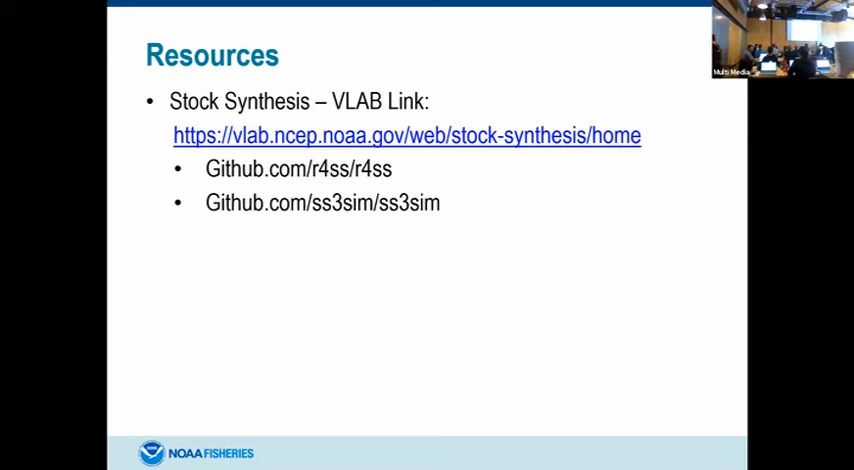 Resources
• Stock Synthesis – VLAB Link:
https://vlab.ncep.noaa.gov/web/stock-synthesis/home
• Github.com/r4ss/r4ss
• Github.com/ss3sim/ss3sim
Multi Media
NOAA FISHERIES